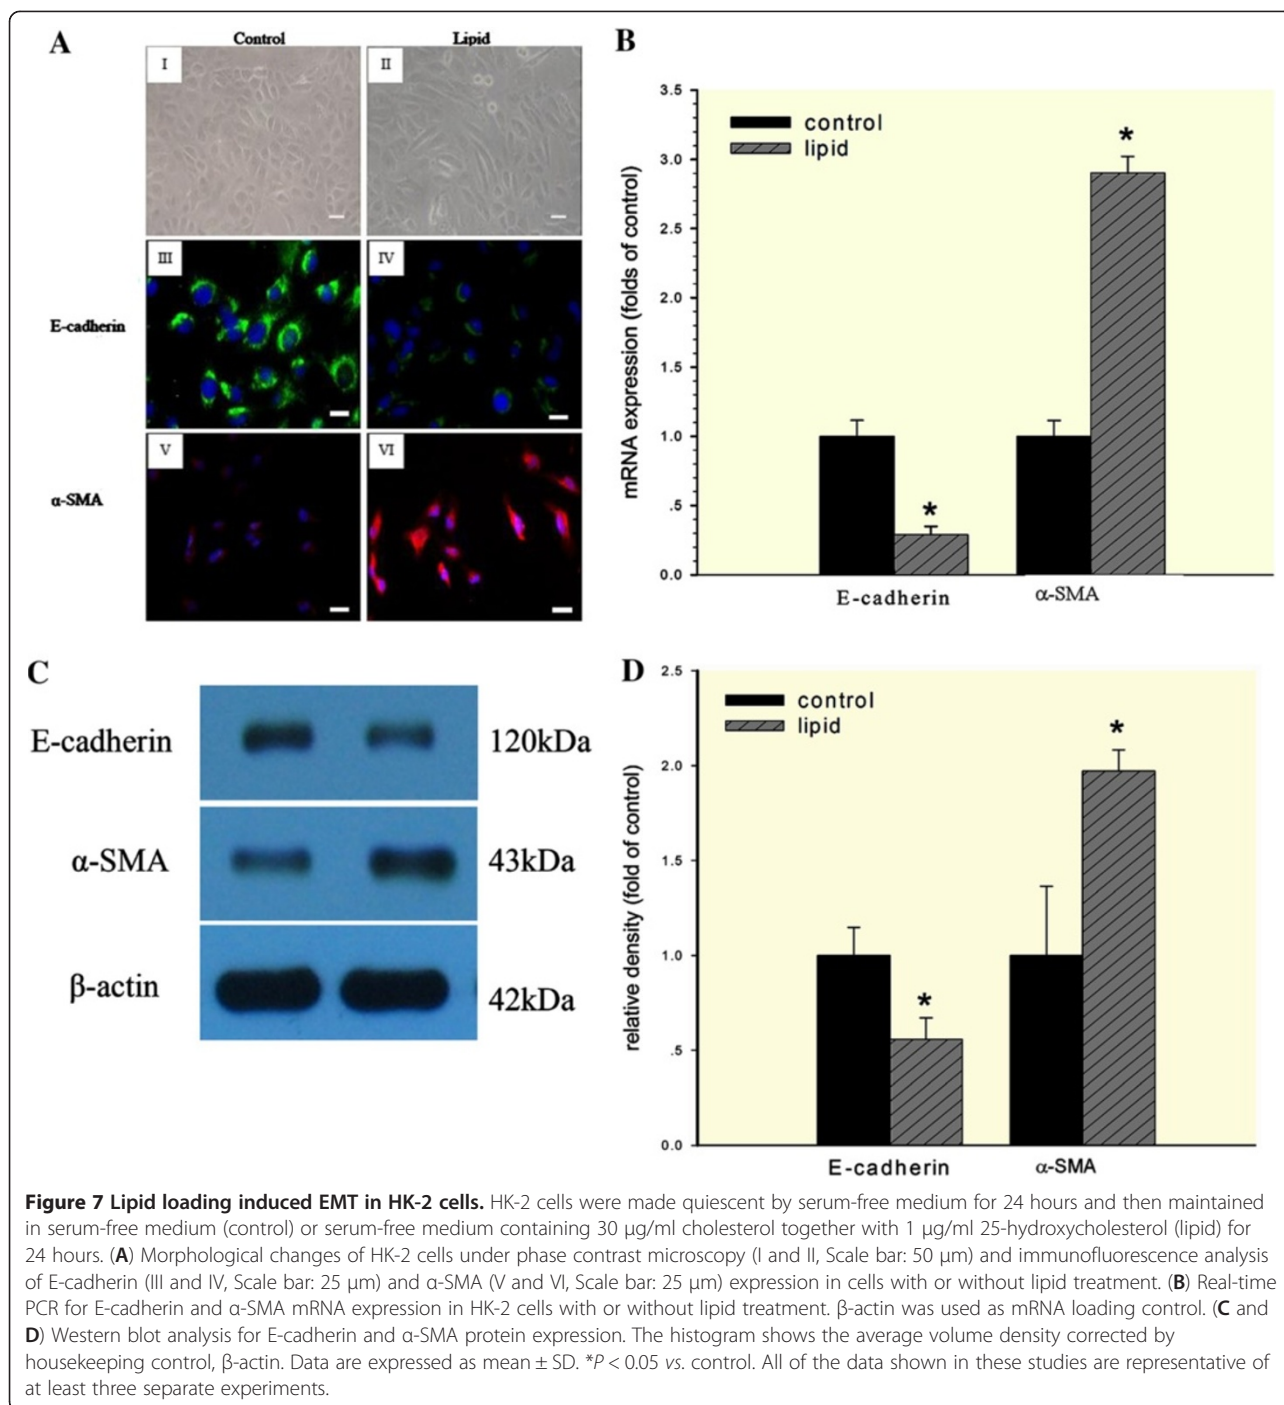 A
Control
Lipid
I
II
III
IV
E-cadherin
V
VI
α-SMA
B
3.5
3.0
2.5
2.0
1.5
1.0
.5
0.0
mRNA expression (folds of control)
control
lipid
*
*
E-cadherin
α-SMA
C
E-cadherin
120kDa
α-SMA
43kDa
β-actin
42kDa
D
2.5
2.0
1.5
1.0
.5
0.0
relative density (fold of control)
control
lipid
*
*
E-cadherin
α-SMA
Figure 7 Lipid loading induced EMT in HK-2 cells. HK-2 cells were made quiescent by serum-free medium for 24 hours and then maintained
in serum-free medium (control) or serum-free medium containing 30 μg/ml cholesterol together with 1 μg/ml 25-hydroxycholesterol (lipid) for
24 hours. (A) Morphological changes of HK-2 cells under phase contrast microscopy (I and II, Scale bar: 50 μm) and immunofluorescence analysis
of E-cadherin (III and IV, Scale bar: 25 μm) and α-SMA (V and VI, Scale bar: 25 μm) expression in cells with or without lipid treatment. (B) Real-time
PCR for E-cadherin and α-SMA mRNA expression in HK-2 cells with or without lipid treatment. β-actin was used as mRNA loading control. (C and
D) Western blot analysis for E-cadherin and α-SMA protein expression. The histogram shows the average volume density corrected by
housekeeping control, β-actin. Data are expressed as mean ± SD. *P < 0.05 vs. control. All of the data shown in these studies are representative of
at least three separate experiments.